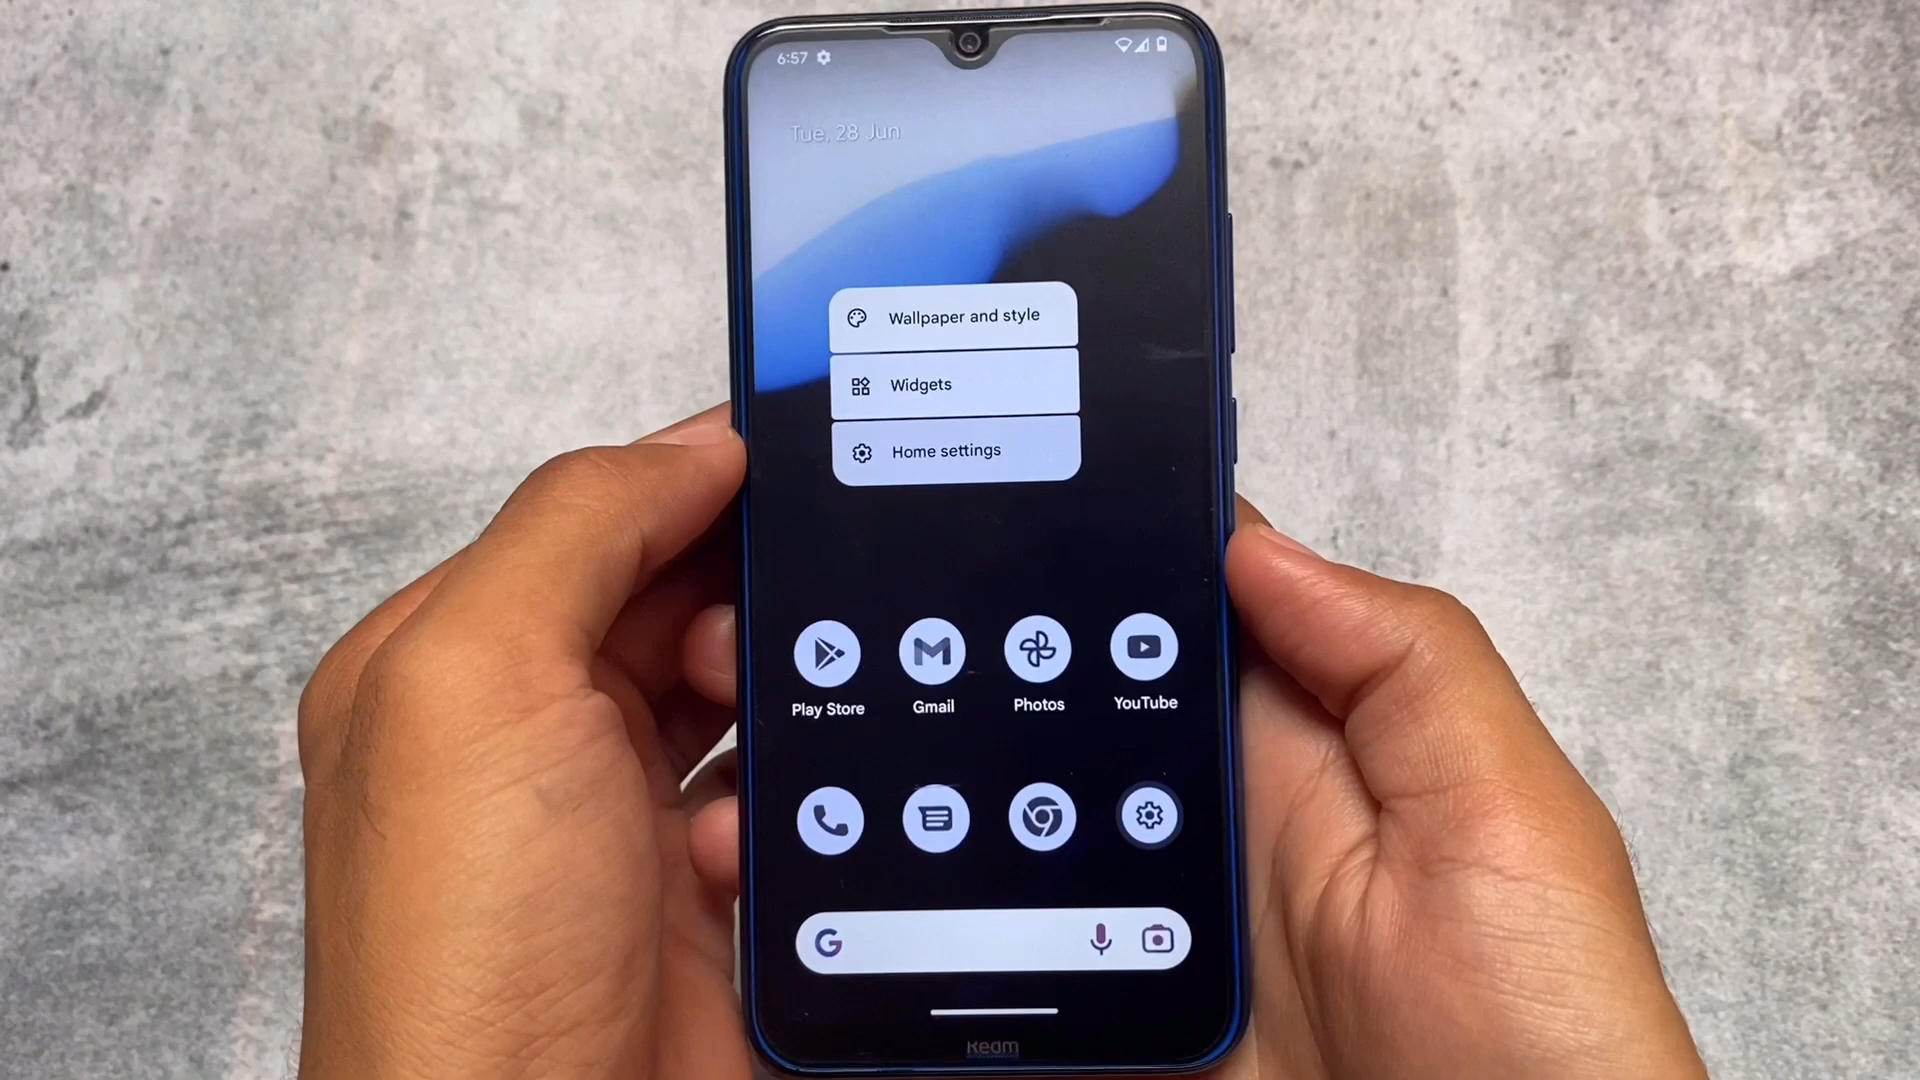 6:57
Tue, 28 Jun
Wallpaper and style
Widgets
Home settings
Play Store
Gmail
Photos
YouTube
G